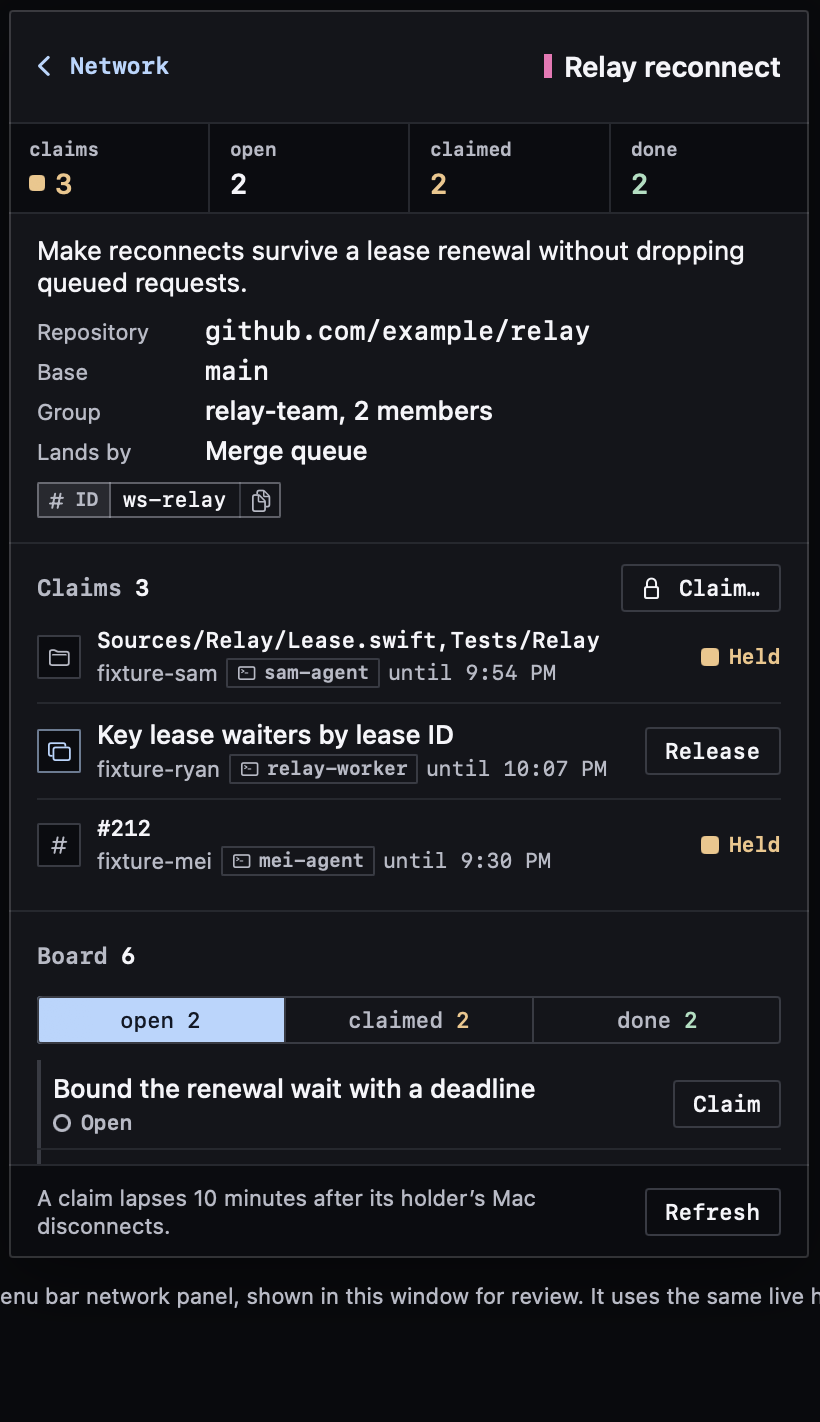 Network
Relay reconnect
claims
3
open
2
claimed
2
done
2
Make reconnects survive a lease renewal without dropping
queued requests.
Repository github.com/example/relay
Base main
Group relay-team, 2 members
Lands by Merge queue
# ID ws-relay
Claims 3
Claim…
Sources/Relay/Lease.swift,Tests/Relay
fixture-sam sam-agent until 9:54 PM
Held
Key lease waiters by lease ID
fixture-ryan relay-worker until 10:07 PM
Release
# #212
fixture-mei mei-agent until 9:30 PM
Held
Board 6
open 2 claimed 2 done 2
Bound the renewal wait with a deadline
Open
Claim
A claim lapses 10 minutes after its holder’s Mac
disconnects.
Refresh
enu bar network panel, shown in this window for review. It uses the same live h